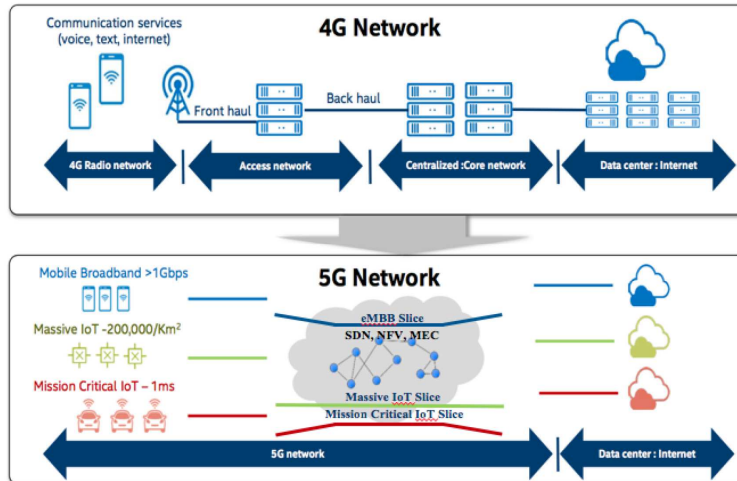 4G Network
Communication services
(voice, text, internet)
Front haul
Back haul
4G Radio network
Access network
Centralized :Core network
Data center : Internet
5G Network
Mobile Broadband >1Gbps
eMBB Slice
SDN, NFV, MEC
Massive IoT -200,000/Km²
Massive IoT Slice
Mission Critical IoT – 1ms
Mission Critical IoT Slice
5G network
Data center : Internet